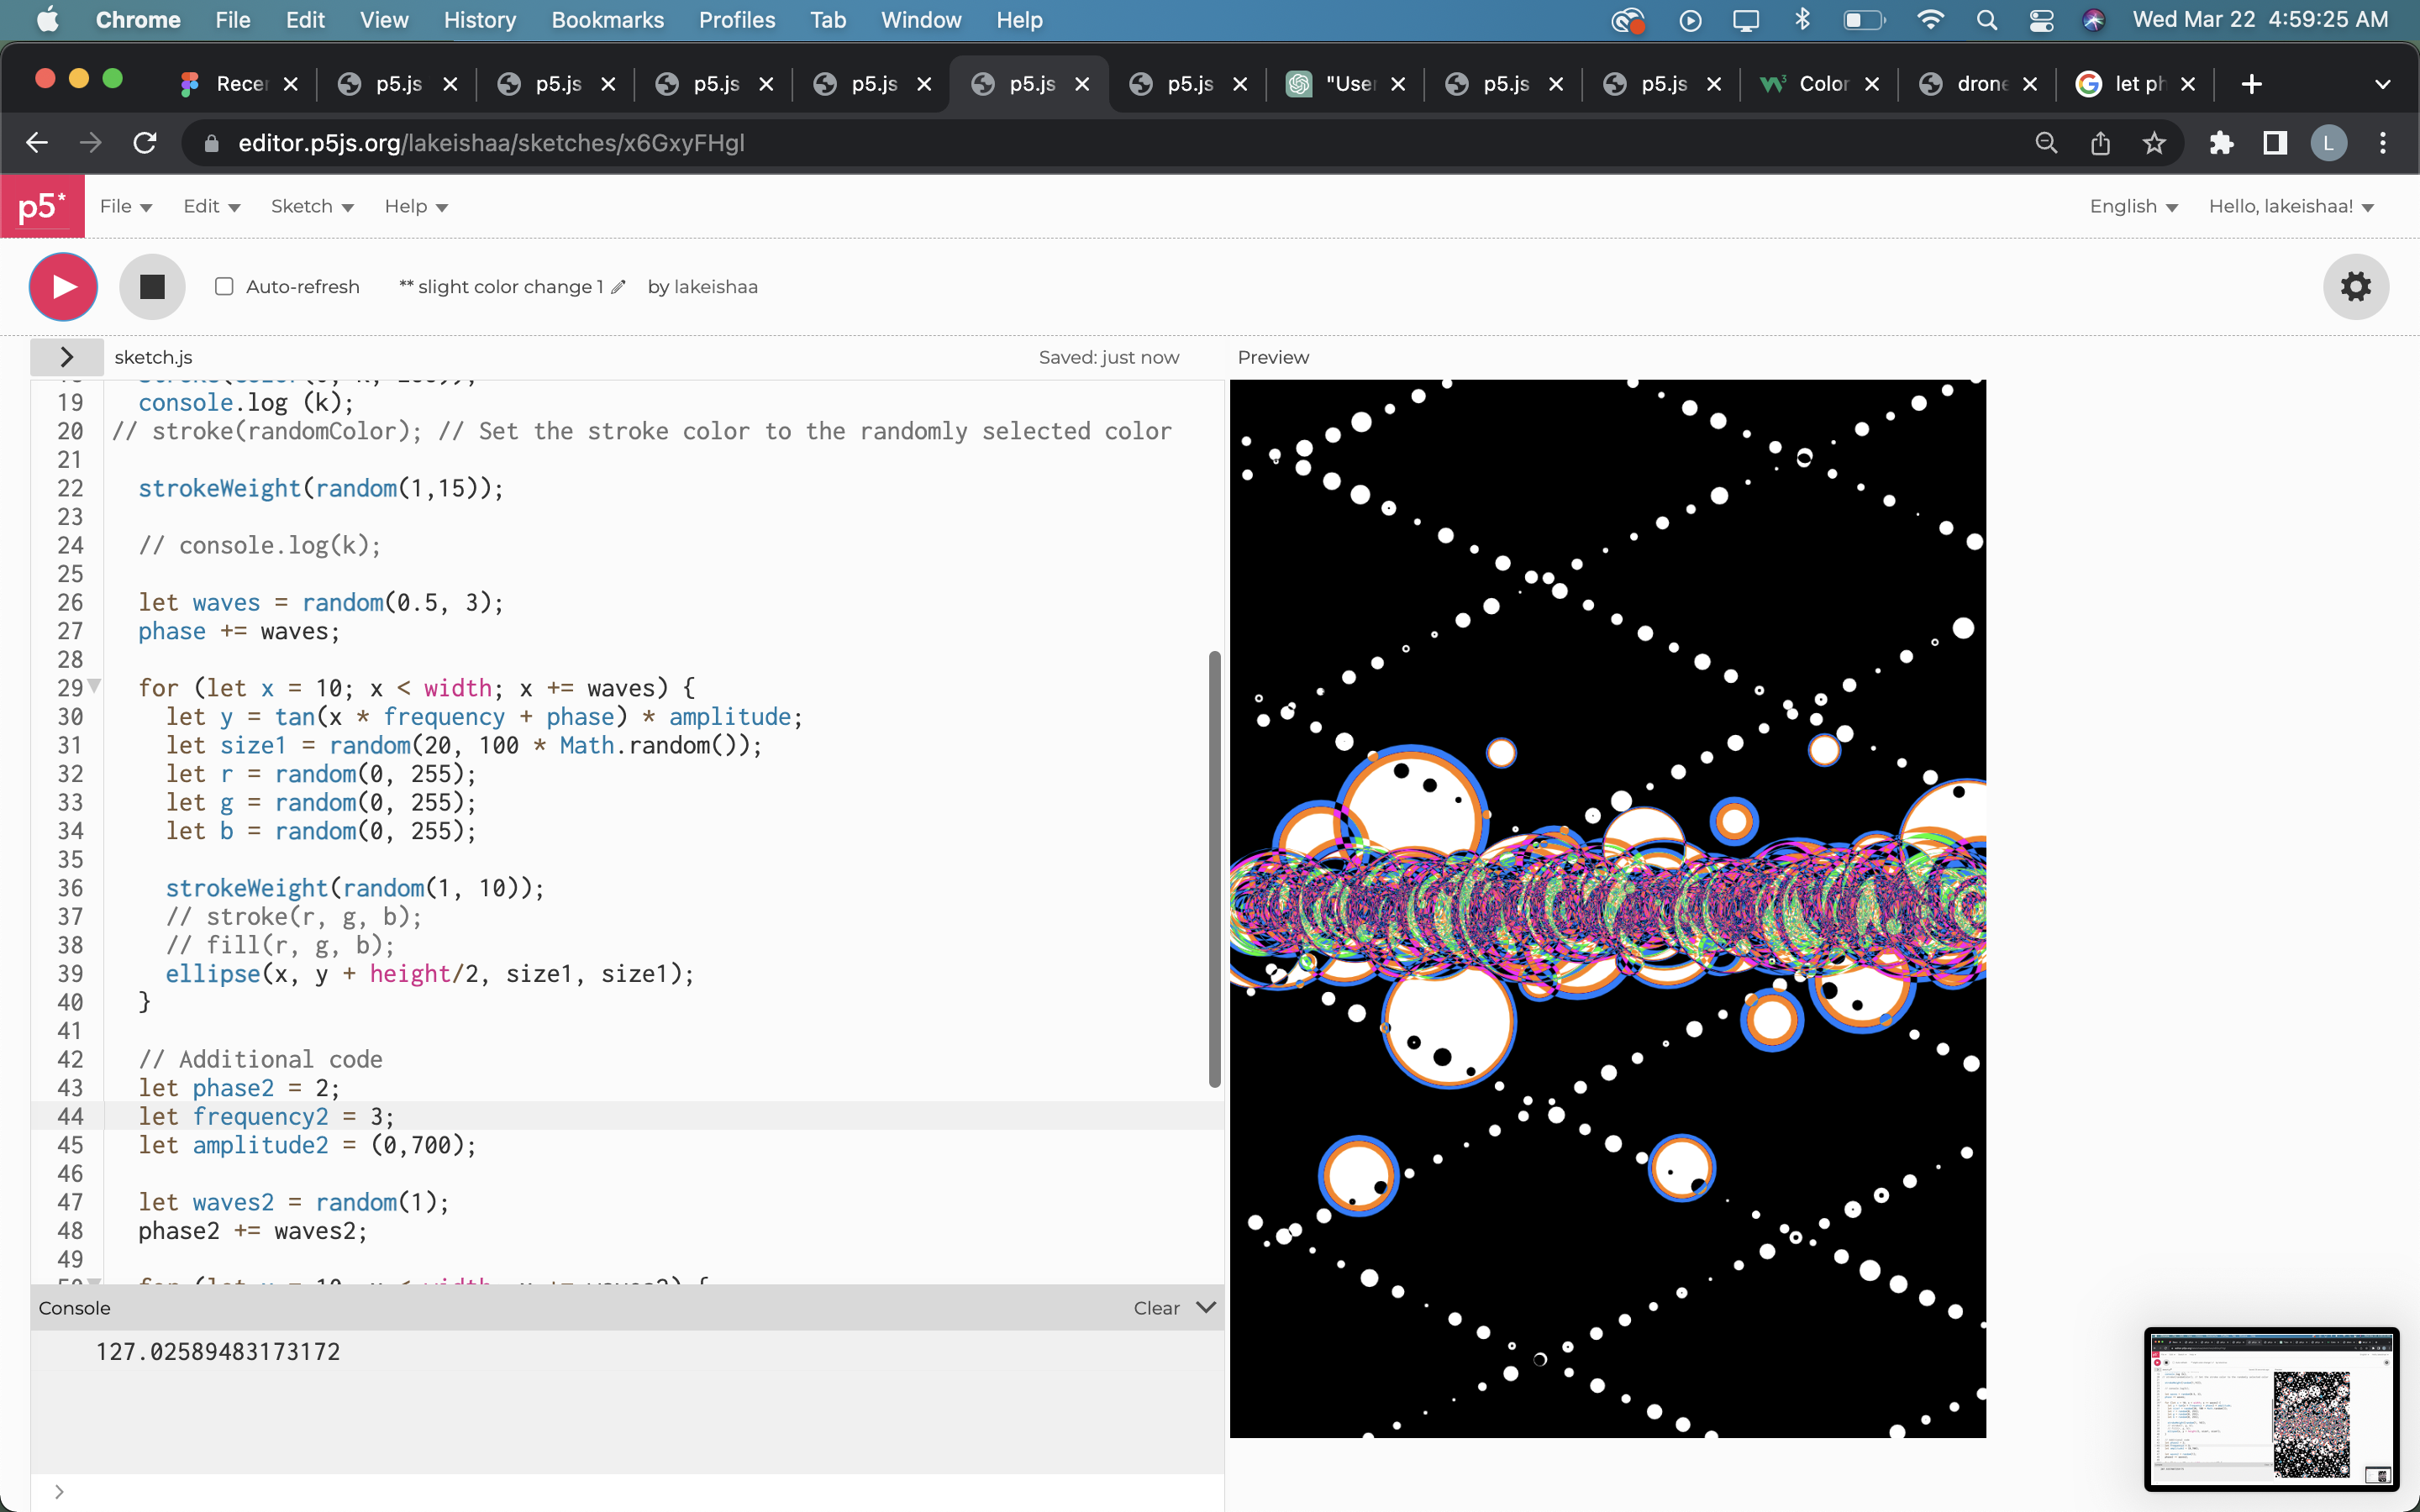 Chrome File Edit View History Bookmarks Profiles Tab Window Help Wed Mar 22 4:59:25 AM
Recen p5.js p5.js p5.js p5.js p5.js p5.js "User p5.js p5.js Color drone let ph
editor.p5js.org/lakeishaa/sketches/x6GxyFHgl L
p5* File Edit Sketch Help English Hello, lakeishaa!
Auto-refresh ** slight color change 1 by lakeishaa
sketch.js Saved: just now Preview
19 console.log (k);
20 // stroke(randomColor); // Set the stroke color to the randomly selected color
21
22 strokeWeight(random(1,15));
23
24 // console.log(k);
25
26 let waves = random(0.5, 3);
27 phase += waves;
28
29 for (let x = 10; x < width; x += waves) {
30 let y = tan(x * frequency + phase) * amplitude;
31 let size1 = random(20, 100 * Math.random());
32 let r = random(0, 255);
33 let g = random(0, 255);
34 let b = random(0, 255);
35
36 strokeWeight(random(1, 10));
37 // stroke(r, g, b);
38 // fill(r, g, b);
39 ellipse(x, y + height/2, size1, size1);
40 }
41
42 // Additional code
43 let phase2 = 2;
44 let frequency2 = 3;
45 let amplitude2 = (0,700);
46
47 let waves2 = random(1);
48 phase2 += waves2;
49
50 for (let x = 10; x < width; x += waves2) {
Console Clear
127.02589483173172